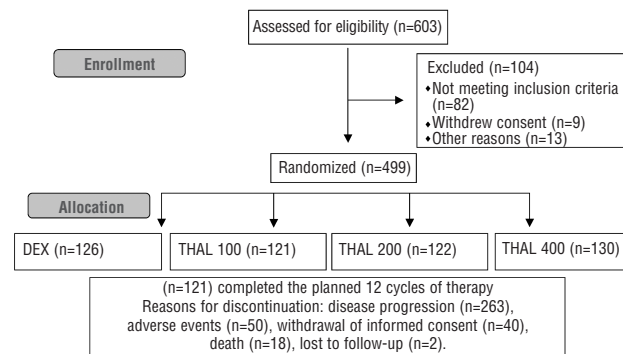 Assessed for eligibility (n=603)
Enrollment
Excluded (n=104)
♦Not meeting inclusion criteria
(n=82)
♦Withdrew consent (n=9)
♦Other reasons (n=13)
Randomized (n=499)
Allocation
DEX (n=126)
THAL 100 (n=121)
THAL 200 (n=122)
THAL 400 (n=130)
(n=121) completed the planned 12 cycles of therapy
Reasons for discontinuation: disease progression (n=263),
adverse events (n=50), withdrawal of informed consent (n=40),
death (n=18), lost to follow-up (n=2).